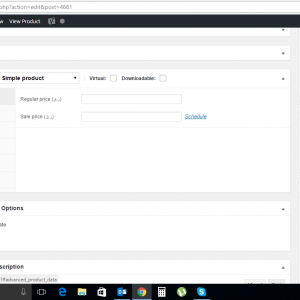 php?action=edit&post=4661
w View Product
Simple product Virtual: Downloadable:
Regular price (د.إ)
Sale price (د.إ) Schedule
Options
scription
1#advanced_product_data